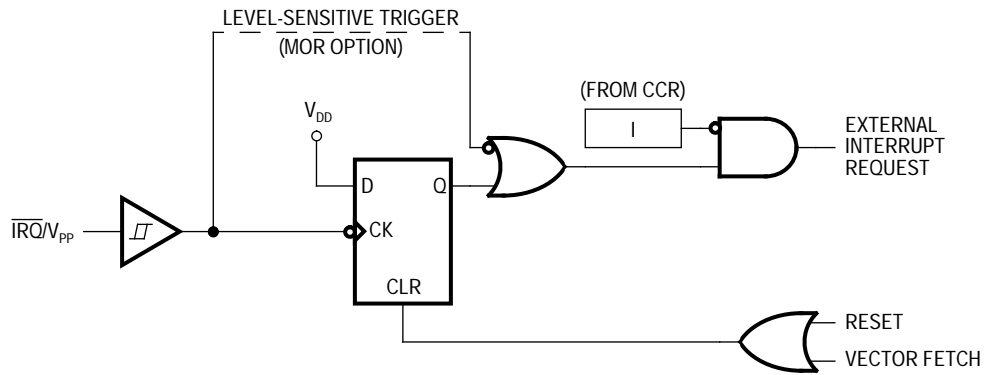 LEVEL-SENSITIVE TRIGGER
(MOR OPTION)
(FROM CCR)
V_DD
I
EXTERNAL
INTERRUPT
REQUEST
D
Q
IRQ/V_PP
CK
CLR
RESET
VECTOR FETCH